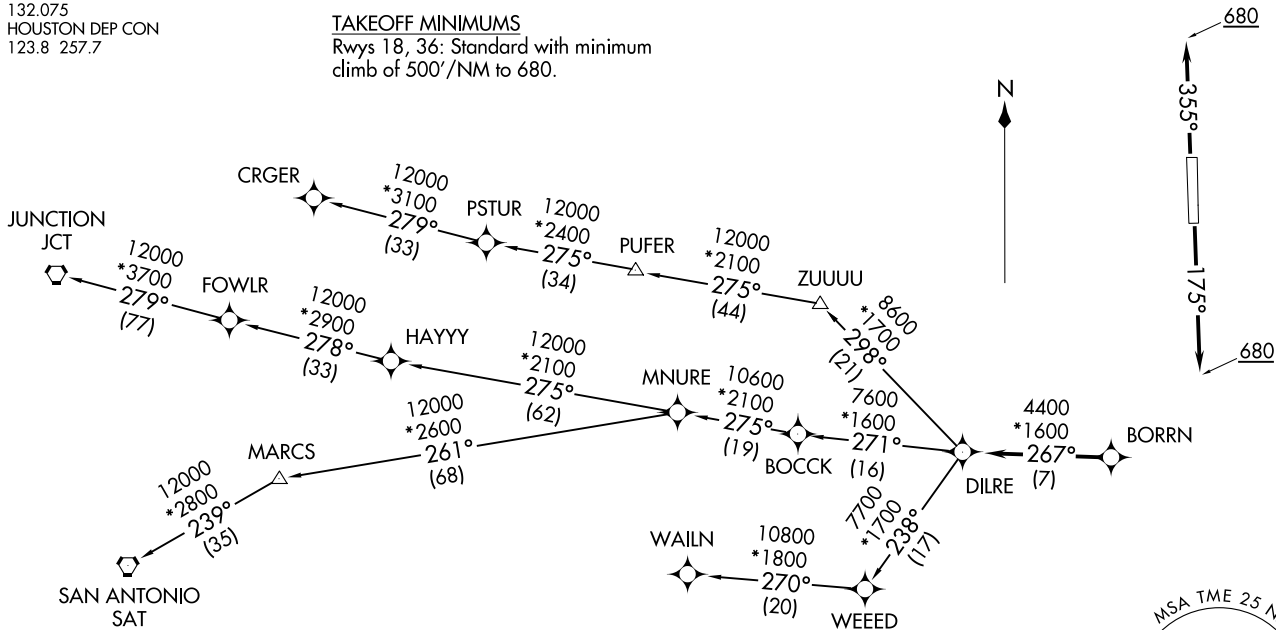 132.075
HOUSTON DEP CON
123.8 257.7
TAKEOFF MINIMUMS
Rwys 18, 36: Standard with minimum
climb of 500'/NM to 680.
680
355°
175°
680
N
CRGER
12000
*3100
279°
(33)
PSTUR
12000
*2400
275°
(34)
PUFER
12000
*2100
275°
(44)
ZUUUU
8600
*1700
298°
(21)
JUNCTION
JCT
12000
*3700
279°
(77)
FOWLR
12000
*2900
278°
(33)
HAYYY
12000
*2100
275°
(62)
MNURE
10600
*2100
275°
(19)
BOCCK
7600
*1600
271°
(16)
DILRE
4400
*1600
267°
(7)
BORRN
12000
*2600
261°
(68)
MARCS
12000
*2800
239°
(35)
SAN ANTONIO
SAT
WAILN
10800
*1800
270°
(20)
WEEED
7700
*1700
238°
(17)
MSA TME 25 N